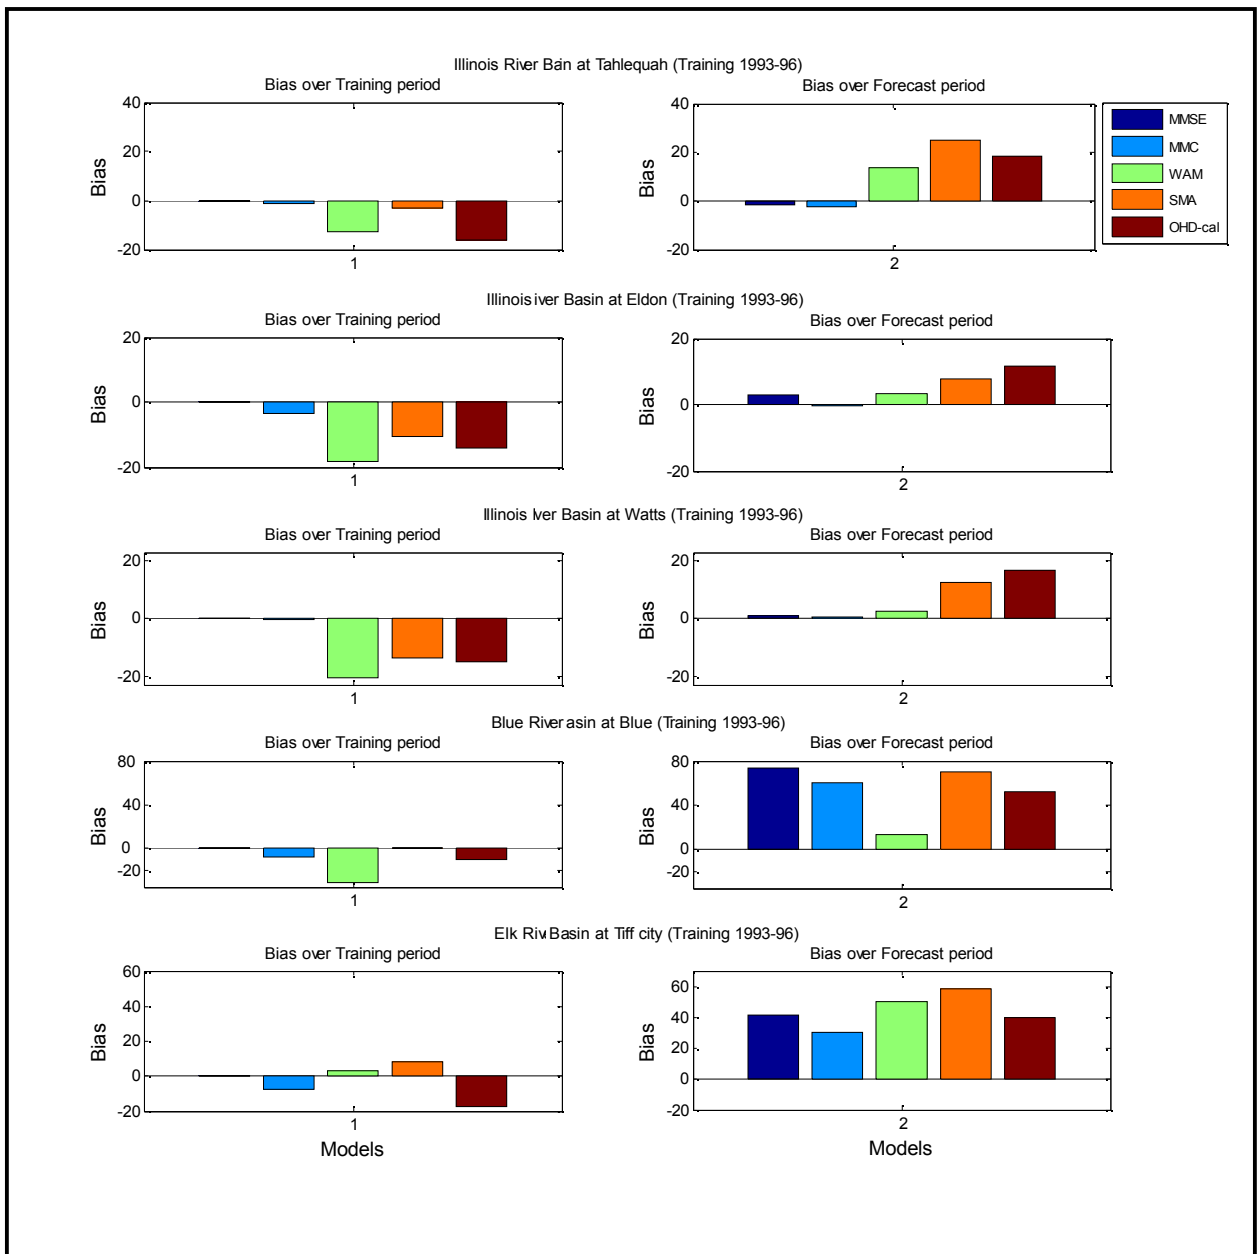 Illinois River Bain at Tahlequah (Training 1993-96)
Bias over Training period
Bias over Forecast period
40
20
0
-20
Bias
1
40
20
0
-20
Bias
2
MMSE
MMC
WAM
SMA
OHD-cal
Illinoisiver Basin at Eldon (Training 1993-96)
Bias over Training period
Bias over Forecast period
20
0
-20
Bias
1
20
0
-20
Bias
2
Illinois Iver Basin at Watts (Training 1993-96)
Bias over Training period
Bias over Forecast period
20
0
-20
Bias
1
20
0
-20
Bias
2
Blue Riverasin at Blue (Training 1993-96)
Bias over Training period
Bias over Forecast period
80
40
0
-20
Bias
1
80
40
0
-20
Bias
2
Elk RivBasin at Tiff city (Training 1993-96)
Bias over Training period
Bias over Forecast period
60
40
20
0
-20
Bias
1
Models
60
40
20
0
-20
Bias
2
Models